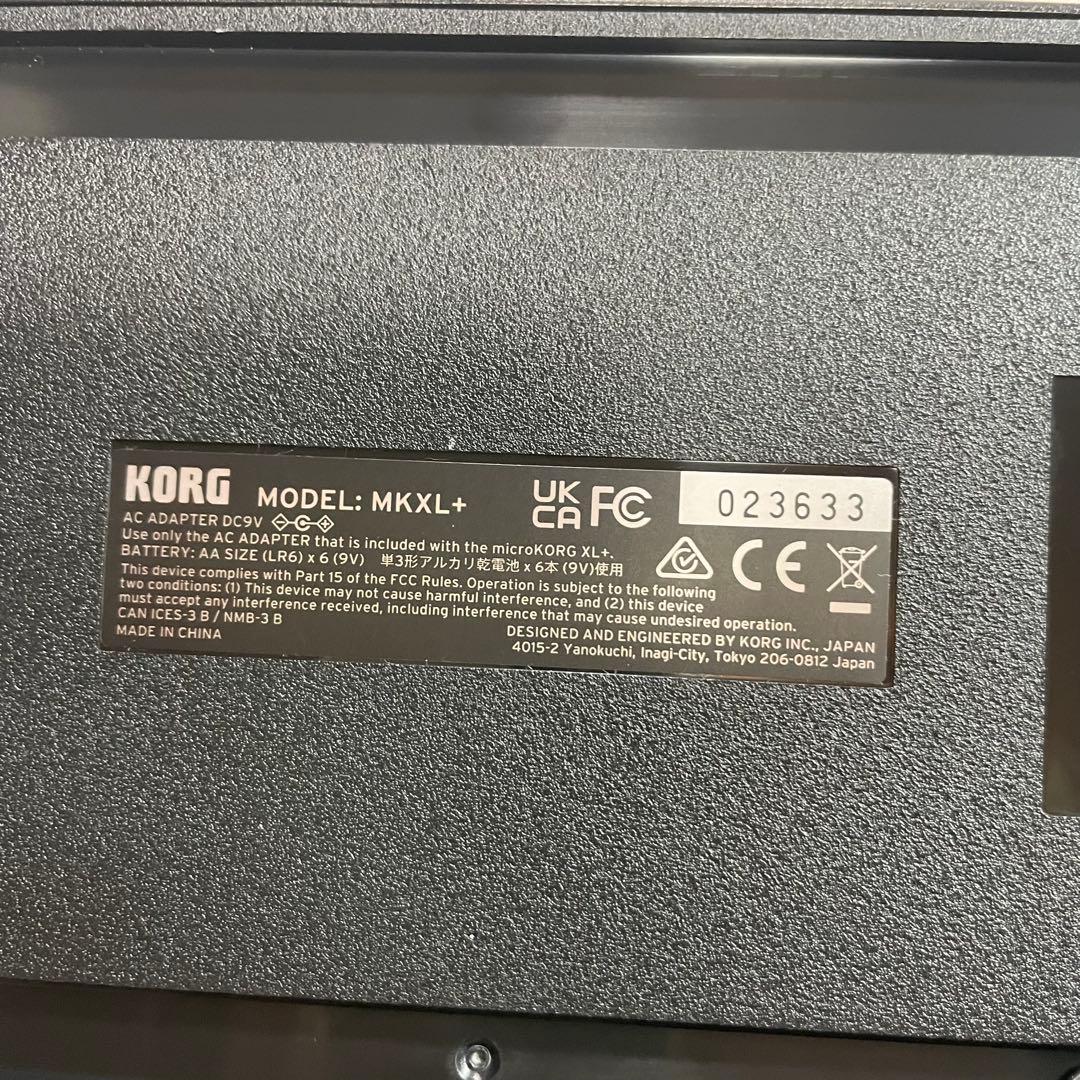 KORG MODEL: MKXL+ UK CA FC 023633
AC ADAPTER DC9V
Use only the AC ADAPTER that is included with the microKORG XL+.
BATTERY: AA SIZE (LR6) x 6 (9V) 単3形アルカリ乾電池 x 6本 (9V)使用 CE
This device complies with Part 15 of the FCC Rules. Operation is subject to the following
two conditions: (1) This device may not cause harmful interference, and (2) this device
must accept any interference received, including interference that may cause undesired operation.
CAN ICES-3 B / NMB-3 B
MADE IN CHINA
DESIGNED AND ENGINEERED BY KORG INC., JAPAN
4015-2 Yanokuchi, Inagi-City, Tokyo 206-0812 Japan